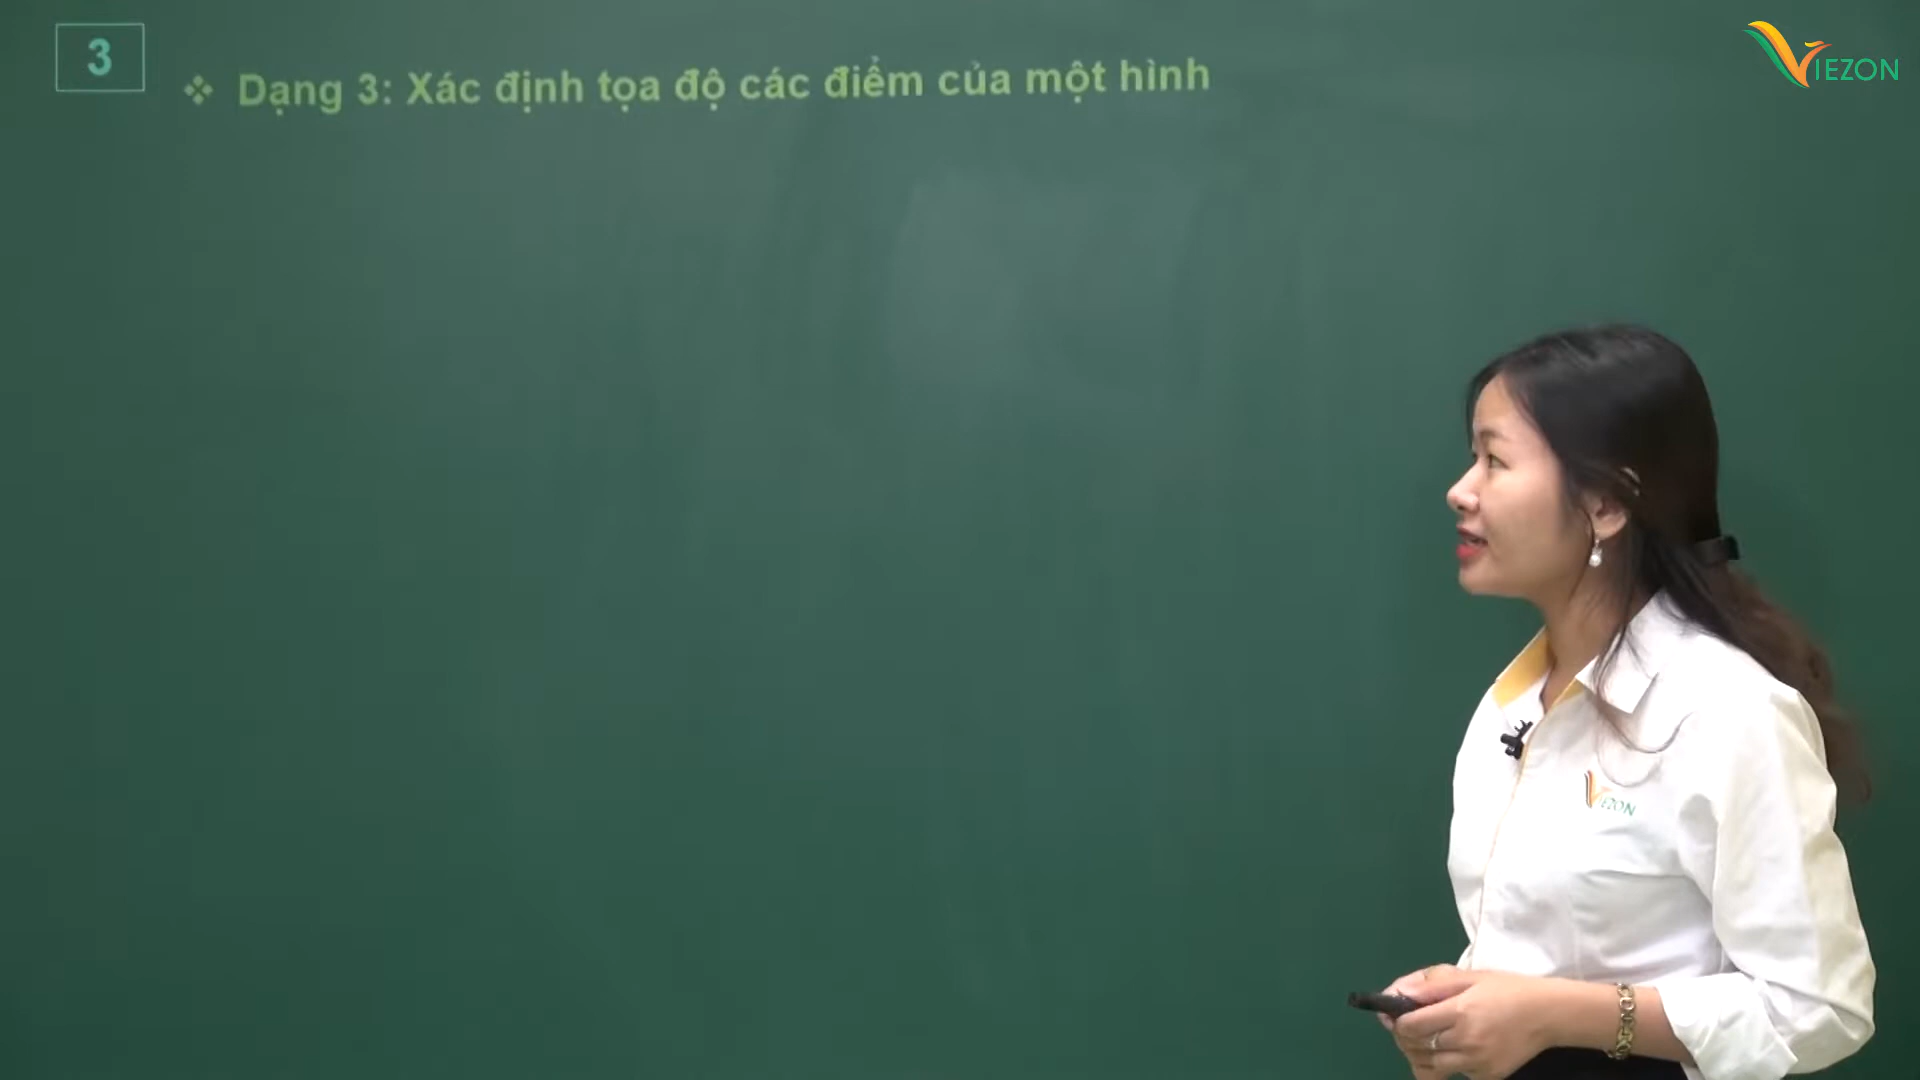 3
❖ Dạng 3: Xác định tọa độ các điểm của một hình
VIEZON
VIEZON